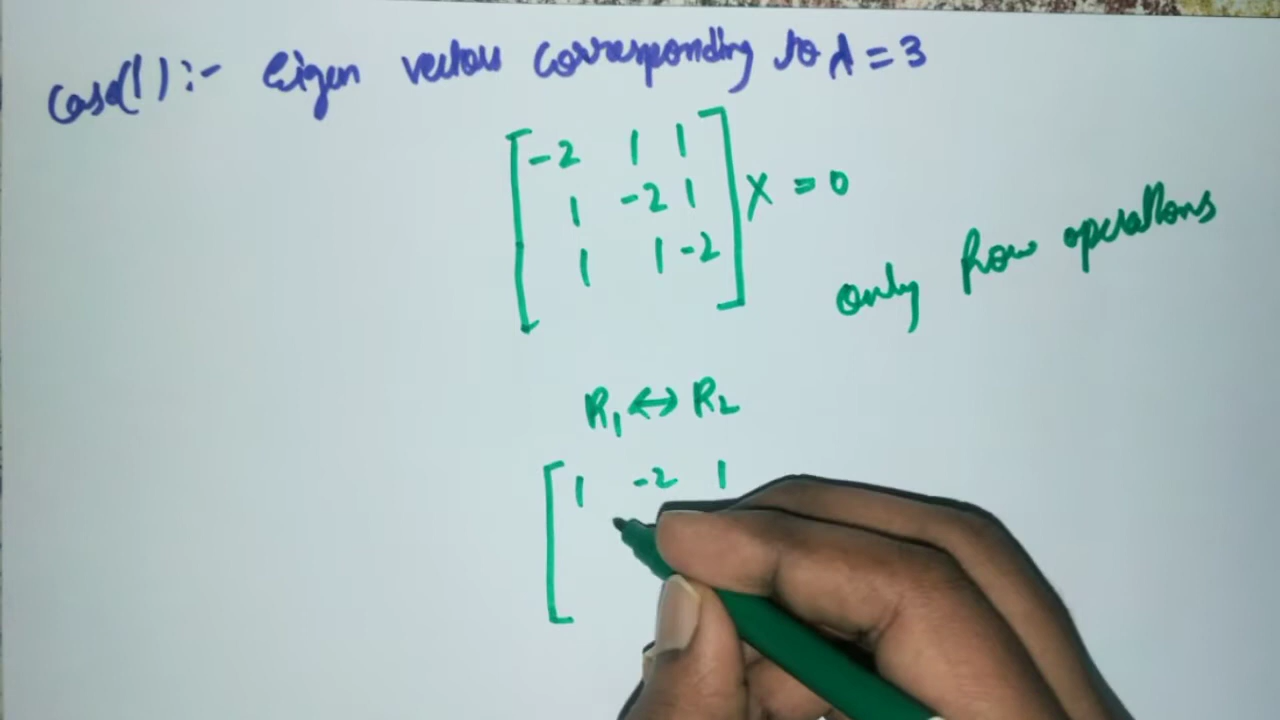 Case(1):- Eigen vectors corresponding to λ = 3
[ -2 1 1
1 -2 1
1 1 -2 ] X = 0
only Row operations
R₁ ↔ R₂
[ 1 -2 1